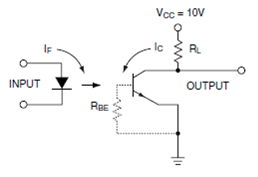 VCC = 10V
IF
IC
RL
INPUT
OUTPUT
RBE